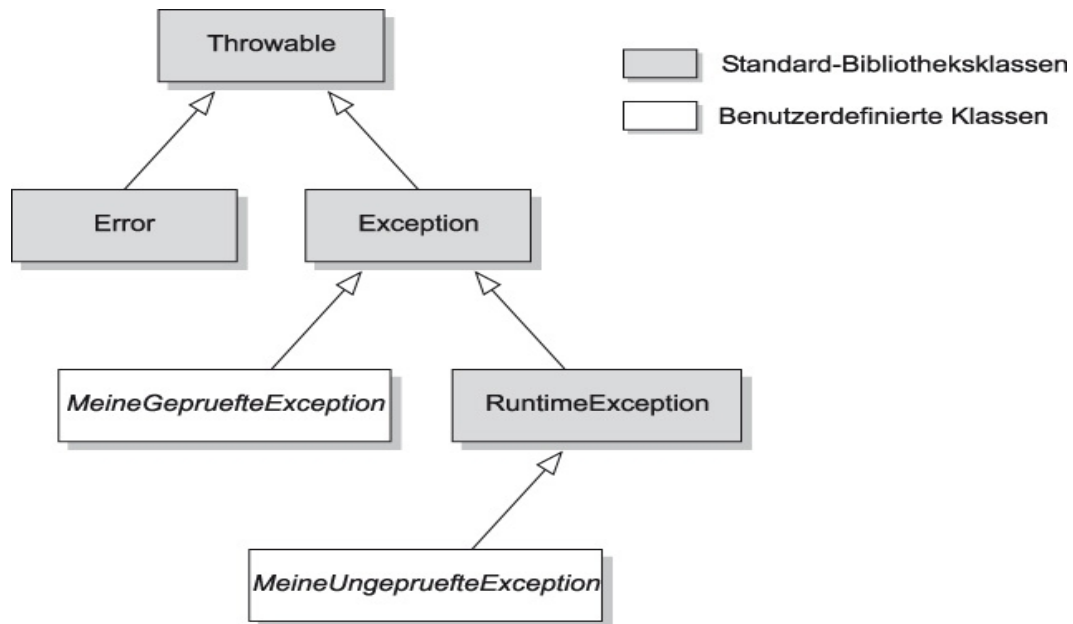 Throwable
Standard-Bibliotheksklassen
Benutzerdefinierte Klassen
Error
Exception
MeineGepruefteException
RuntimeException
MeineUngepruefteException